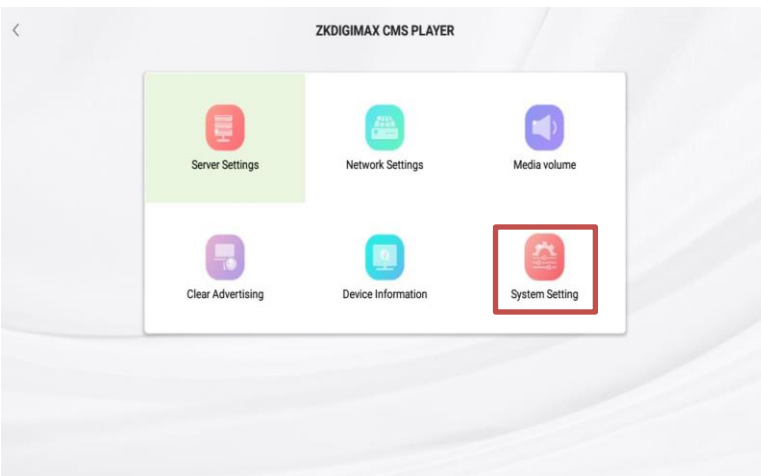 ZKDIGIMAX CMS PLAYER
Server Settings
Network Settings
Media volume
Clear Advertising
Device Information
System Setting